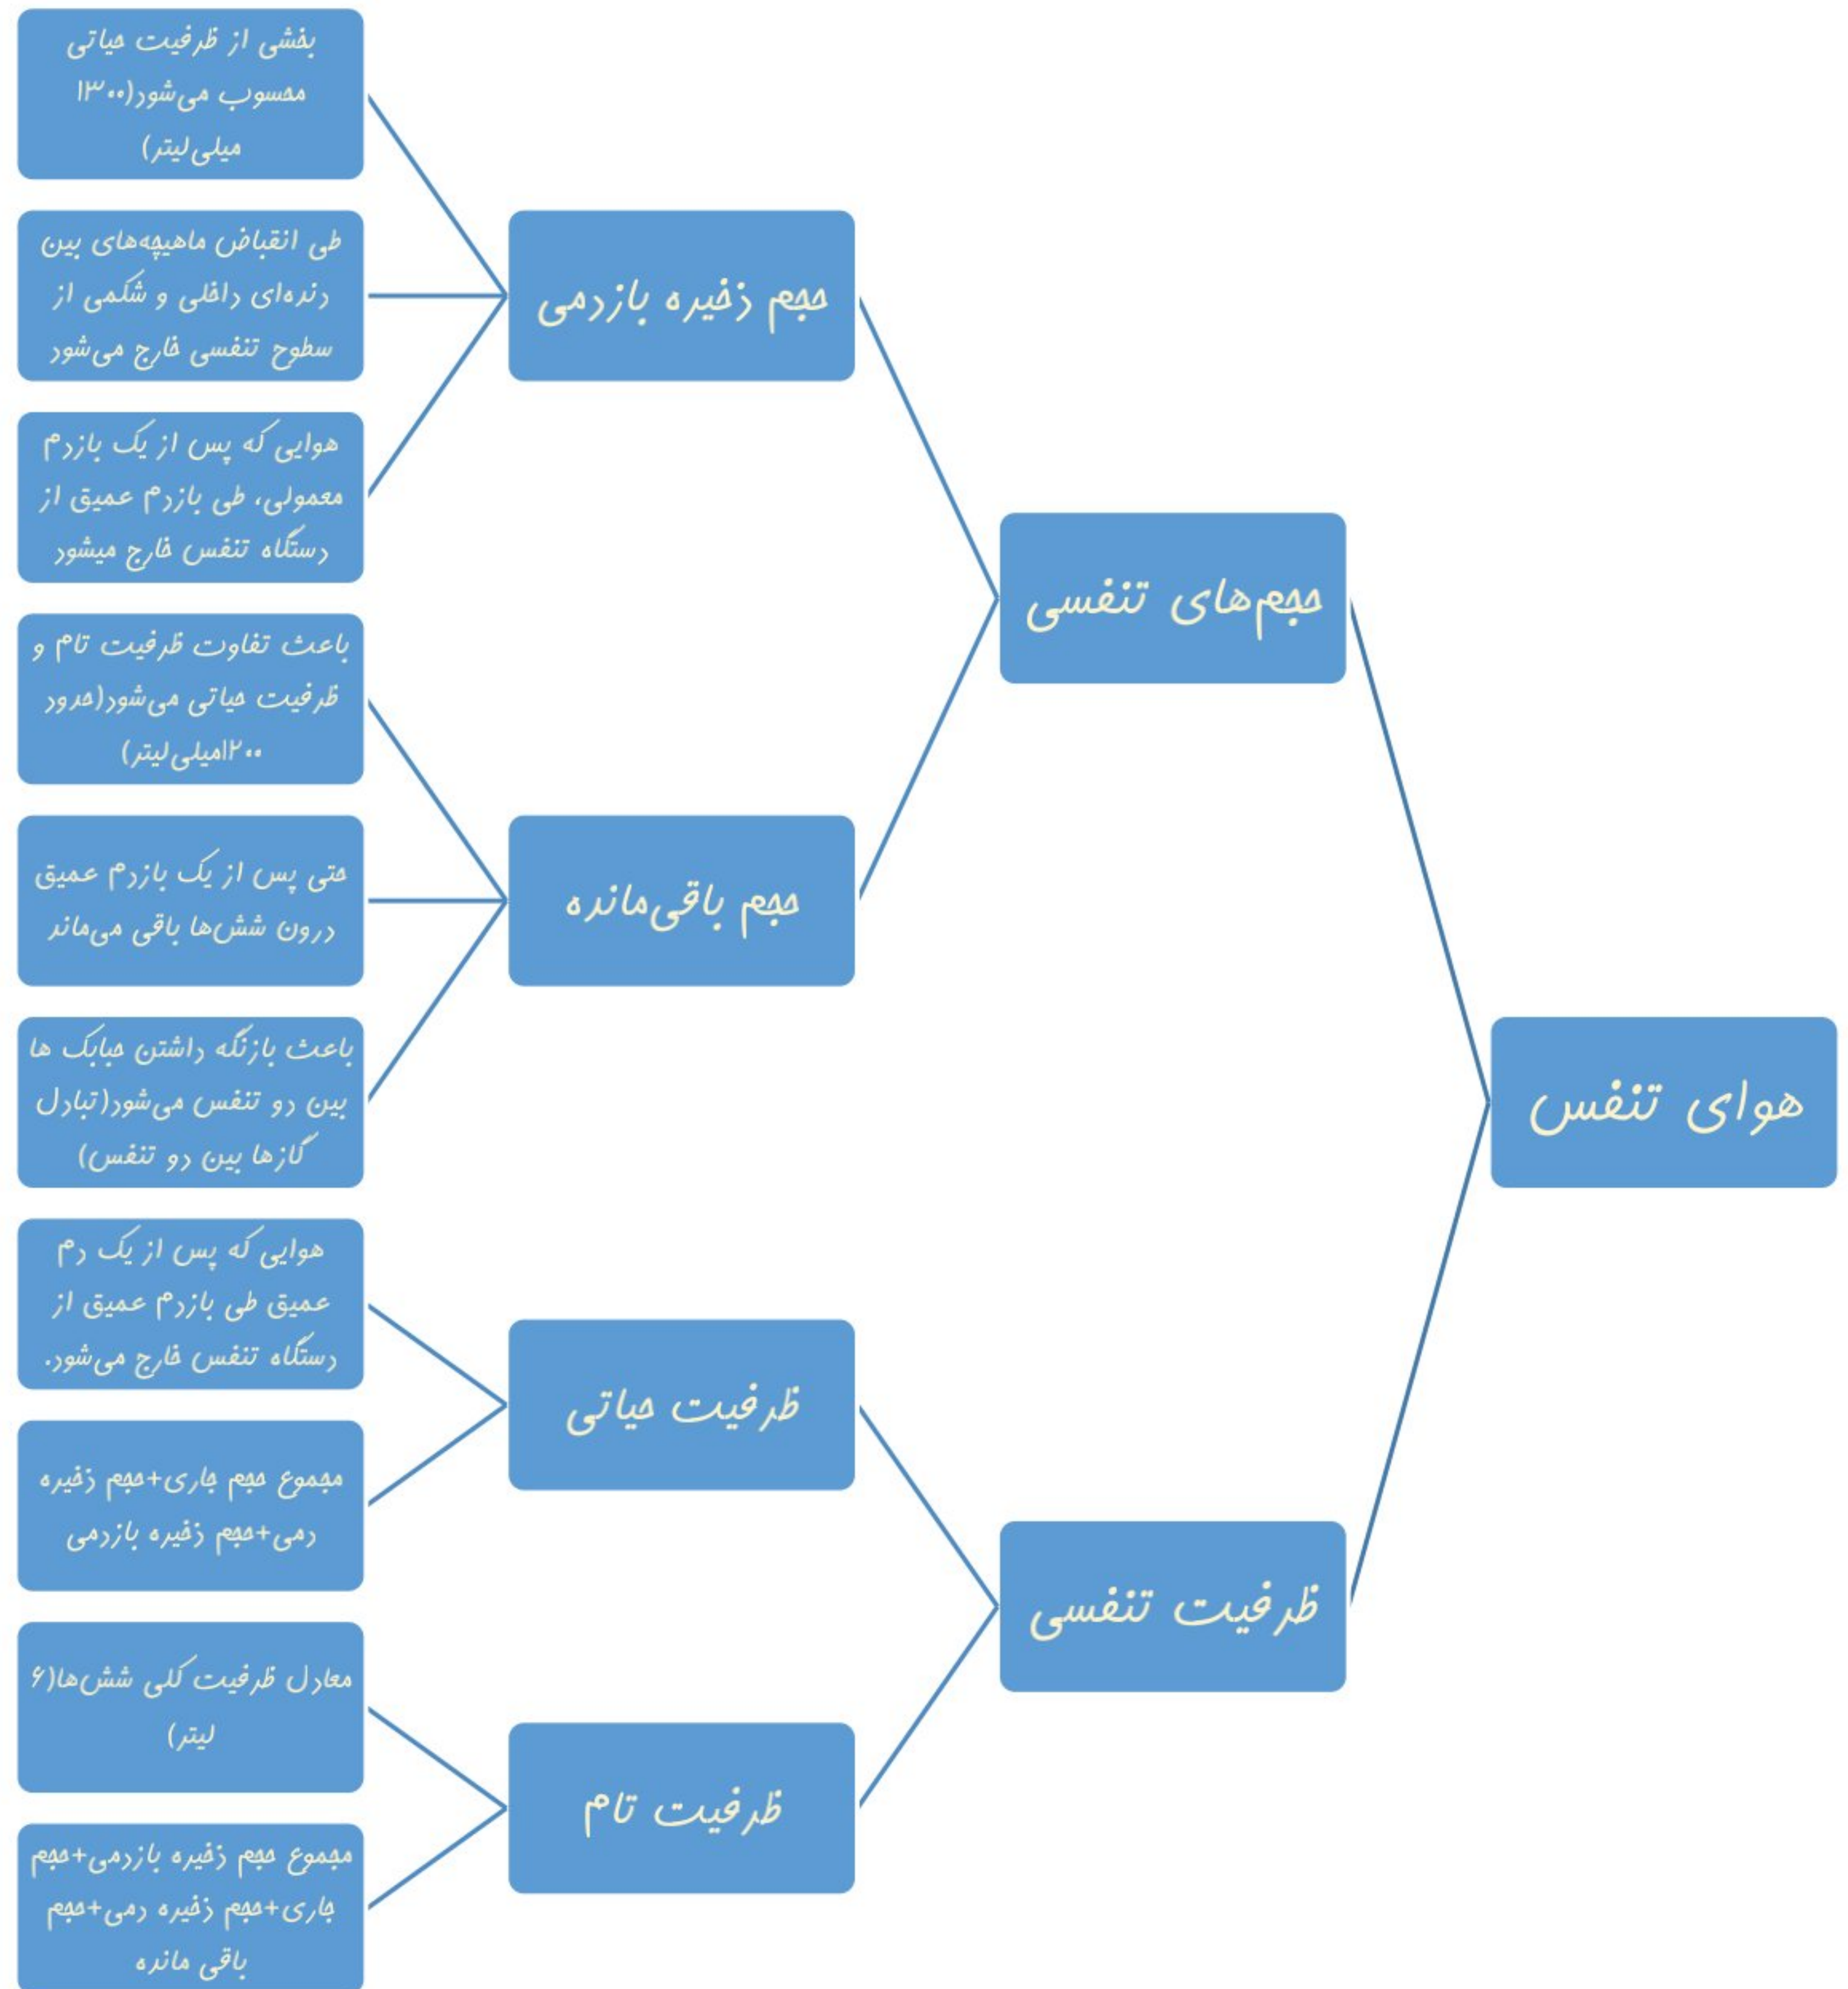 هوای تنفس
حجم‌های تنفسی
حجم ذخیره بازدمی
بخشی از ظرفیت حیاتی
محسوب می‌شود(۱۳۰۰
میلی‌لیتر)
طی انقباض ماهیچه‌های بین
دنده‌ای داخلی و شکمی از
سطوح تنفسی خارج می‌شود
هوایی که پس از یک بازدم
معمولی، طی بازدم عمیق از
دستگاه تنفس خارج میشود
حجم باقی‌مانده
باعث تفاوت ظرفیت تام و
ظرفیت حیاتی می‌شود(حدود
۱۲۰۰میلی‌لیتر)
حتی پس از یک بازدم عمیق
درون شش‌ها باقی می‌ماند
باعث بازنگه داشتن حبابک ها
بین دو تنفس می‌شود(تبادل
گازها بین دو تنفس)
ظرفیت تنفسی
ظرفیت حیاتی
هوایی که پس از یک دم
عمیق طی بازدم عمیق از
دستگاه تنفس خارج می‌شود.
مجموع حجم جاری+حجم ذخیره
دمی+حجم ذخیره بازدمی
ظرفیت تام
معادل ظرفیت کلی شش‌ها(۶
لیتر)
مجموع حجم ذخیره بازدمی+حجم
جاری+حجم ذخیره دمی+حجم
باقی مانده